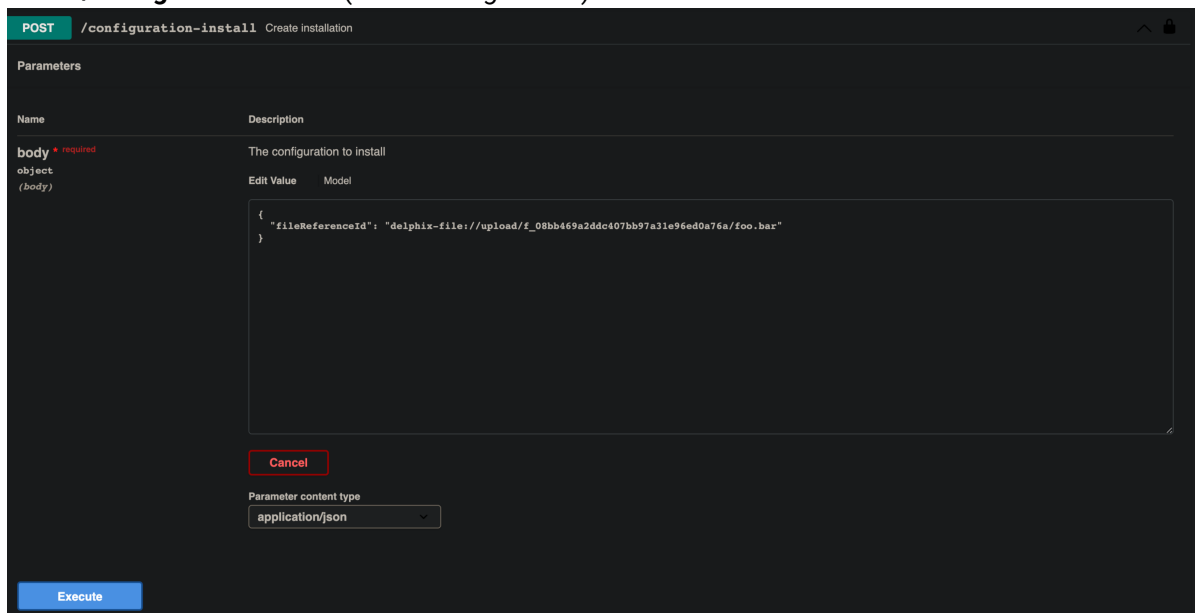 POST /configuration-install Create installation
Parameters
Name Description
body * required
object
(body)
The configuration to install
Edit Value Model
{
"fileReferenceId": "delphix-file://upload/f_08bb469a2ddc407bb97a31e96ed0a76a/foo.bar"
}
Cancel
Parameter content type
application/json
Execute